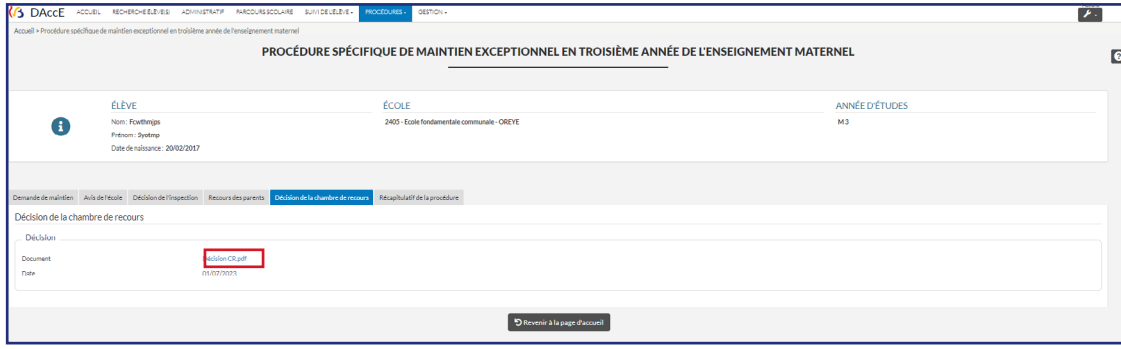 DAccE ACCUEIL RECHERCHE ÉLÈVE(S) ADMINISTRATIF PARCOURS SCOLAIRE SUIVI DE L'ÉLÈVE PROCÉDURES GESTION
Accueil > Procédure spécifique de maintien exceptionnel en troisième année de l'enseignement maternel
PROCÉDURE SPÉCIFIQUE DE MAINTIEN EXCEPTIONNEL EN TROISIÈME ANNÉE DE L'ENSEIGNEMENT MATERNEL
ÉLÈVE ÉCOLE ANNÉE D'ÉTUDES
Nom : Fcwthmjps 2405 - Ecole fondamentale communale - OREYE M3
Prénom : Syotmp
Date de naissance : 20/02/2017
Demande de maintien Avis de l'école Décision de l'inspection Recours des parents Décision de la chambre de recours Récapitulatif de la procédure
Décision de la chambre de recours
Décision
Document Décision CR.pdf
Date 01/07/2023
Revenir à la page d'accueil